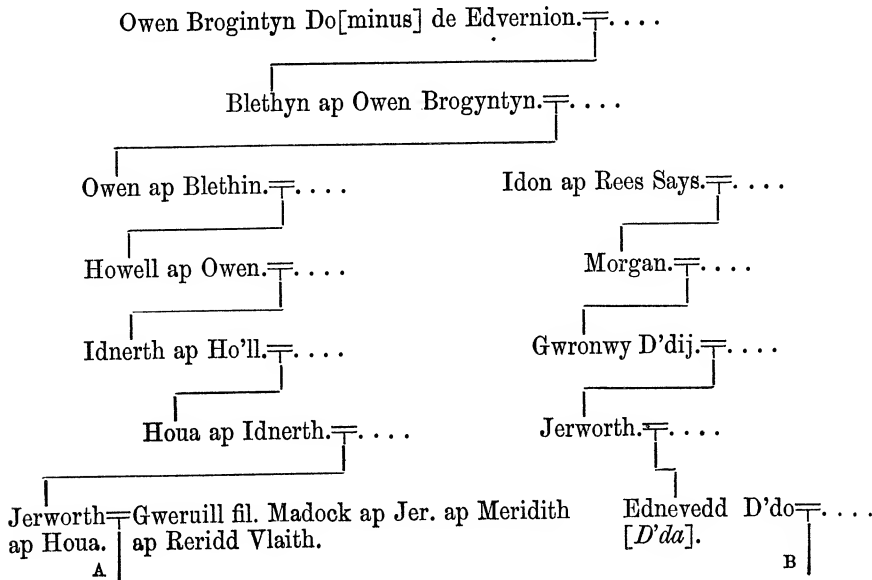 Owen Brogintyn Do[minus] de Edvernion.=. . . .
Blethyn ap Owen Brogyntyn.=. . . .
Owen ap Blethin.=. . . . Idon ap Rees Says.=. . . .
Howell ap Owen.=. . . . Morgan.=. . . .
Idnerth ap Ho'll.=. . . . Gwronwy D'dij.=. . . .
Houa ap Idnerth.=. . . . Jerworth.=. . . .
Jerworth=Gweruill fil. Madock ap Jer. ap Meridith Ednevedd D'do=. . . .
ap Houa. ap Reridd Vlaith. [D'da].
A B